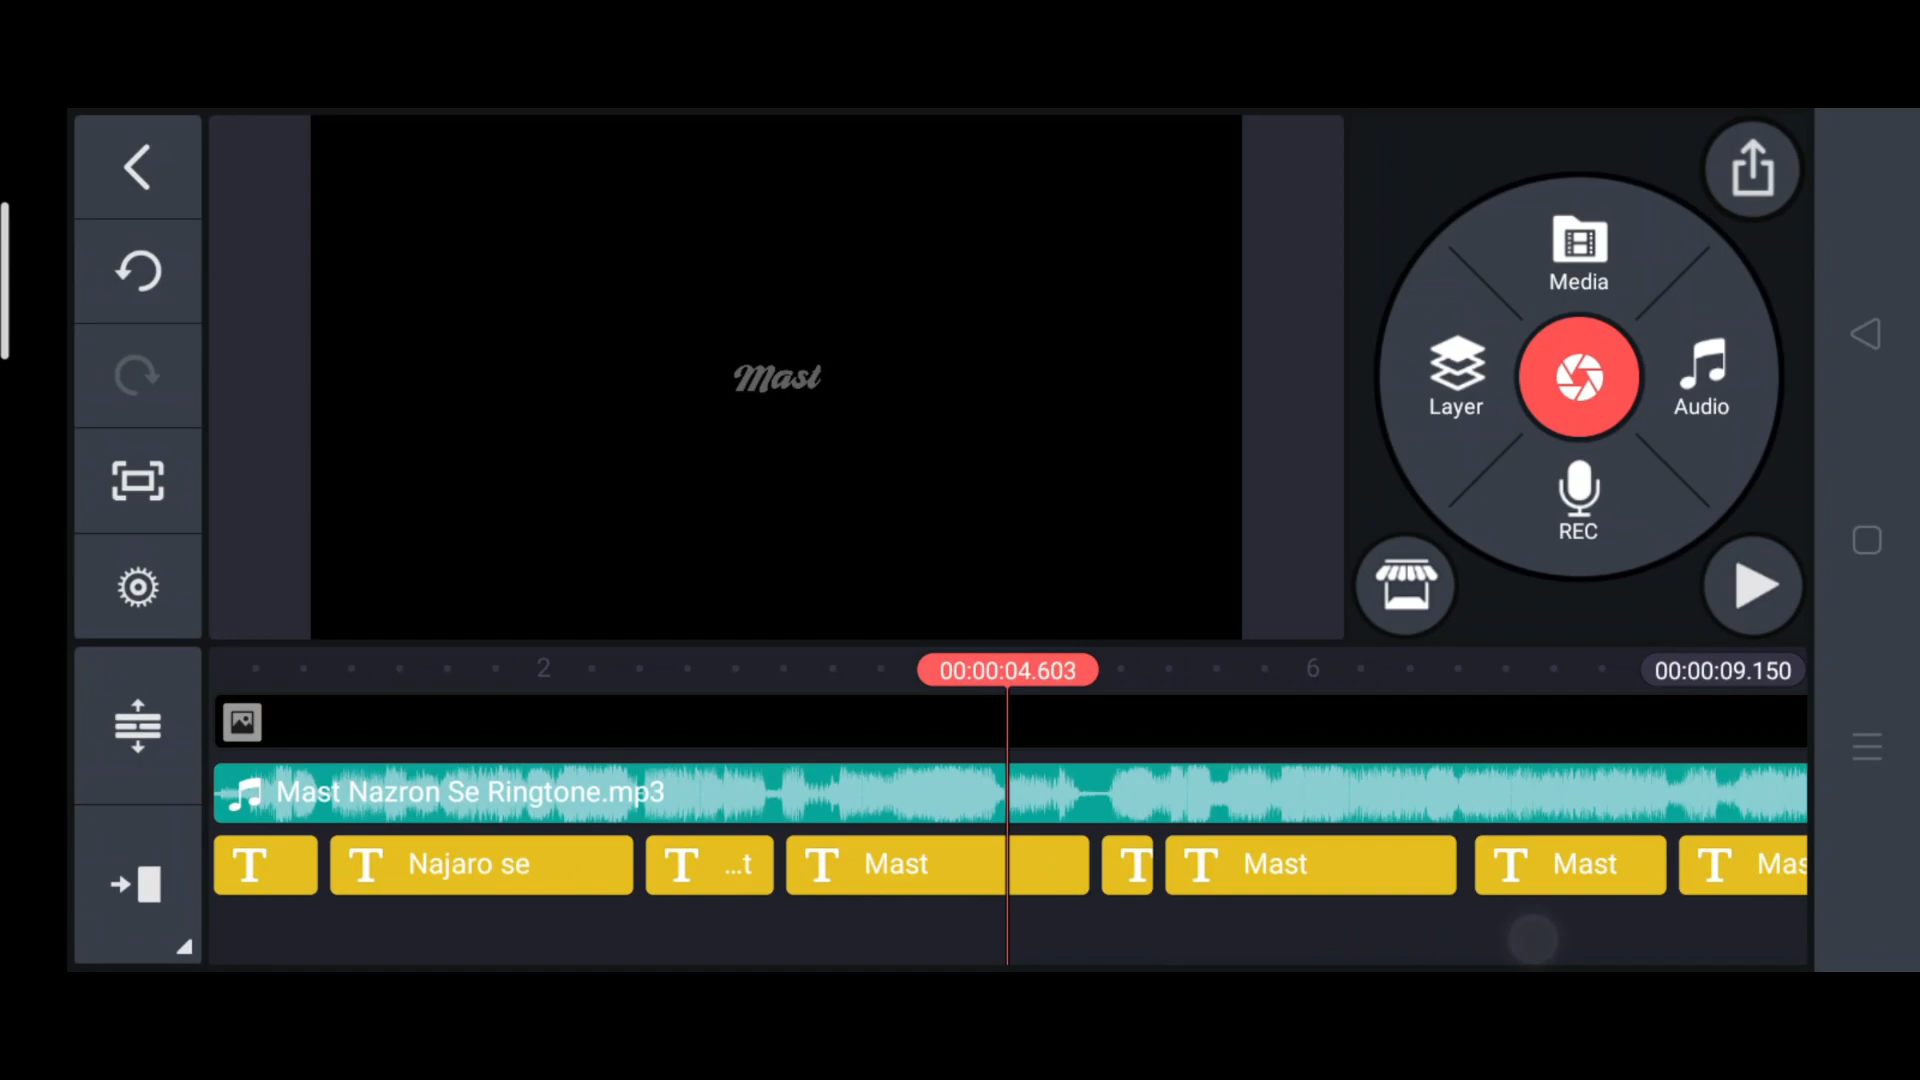 Media
Mast
Layer
Audio
REC
2
00:00:04.603
6
00:00:09.150
Mast Nazron Se Ringtone.mp3
T
T Najaro se
T ...t
T Mast
T
T Mast
T Mast
T Mas